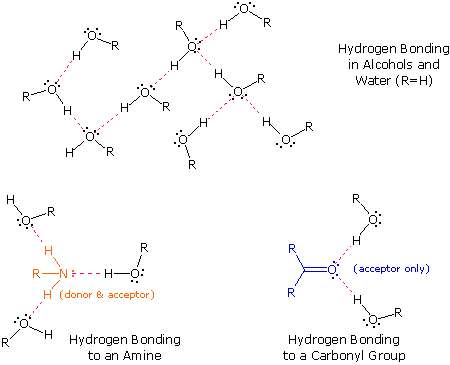 H O R
H O R
R O H
Hydrogen Bonding
in Alcohols and
Water (R=H)
R O H
H O R
H O R
H O R
H O R
H O R
H O R
H
R N
H O R
H
(donor & acceptor)
R O H
Hydrogen Bonding
to an Amine
H O R
R
O
(acceptor only)
R
H O R
Hydrogen Bonding
to a Carbonyl Group